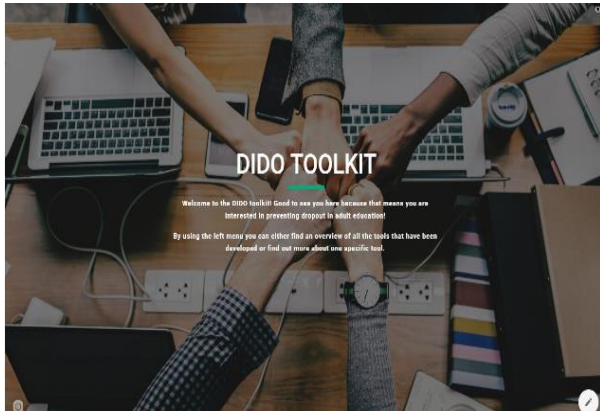 DIDO TOOLKIT
Welcome to the DIDO toolkit! Good to see you here because that means you are
interested in preventing dropout in adult education!
By using the left menu you can either find an overview of all the tools that have been
developed or find out more about one specific tool.